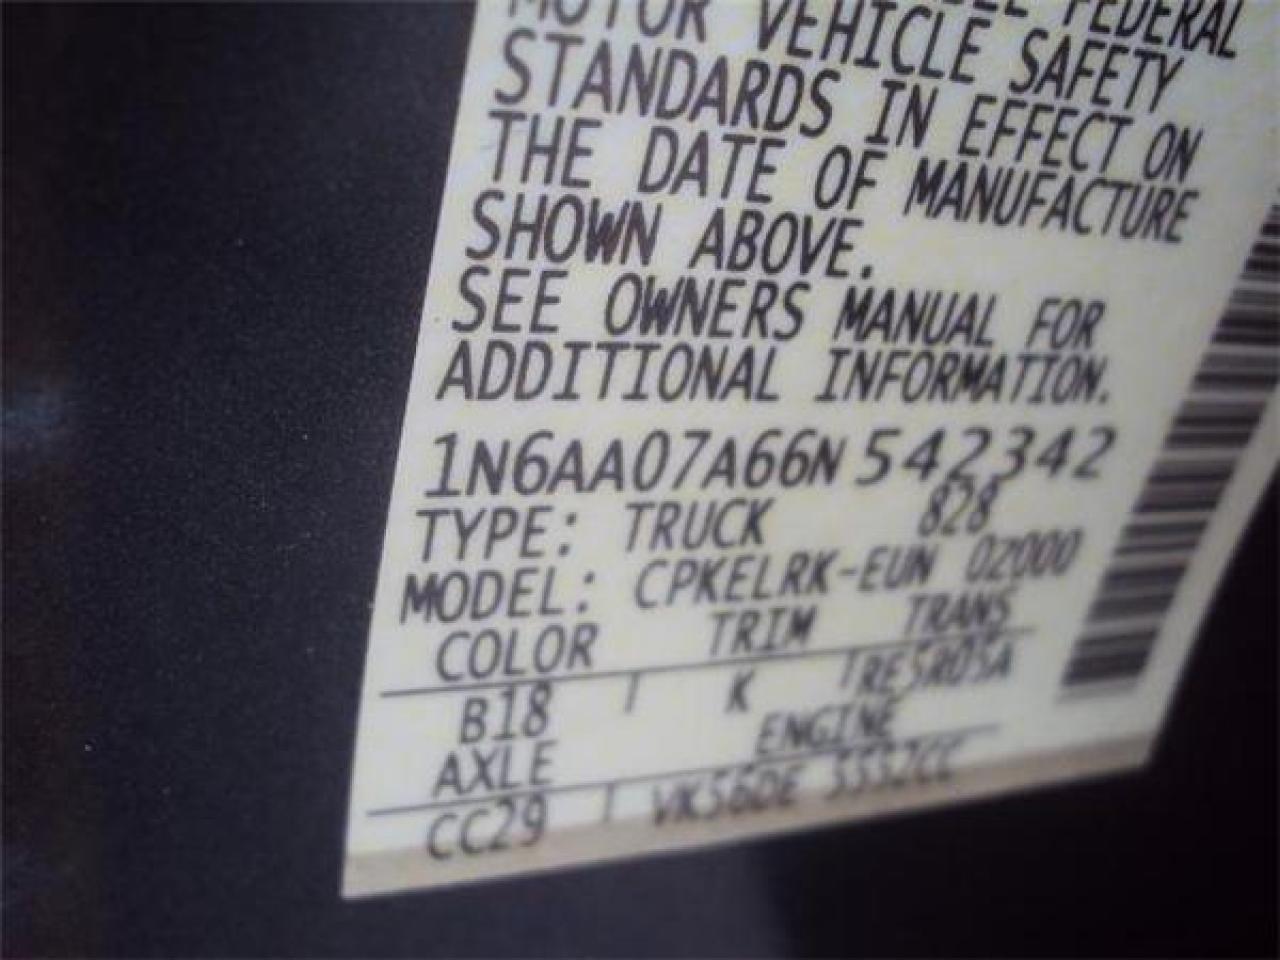 FEDERAL
MOTOR VEHICLE SAFETY
STANDARDS IN EFFECT ON
THE DATE OF MANUFACTURE
SHOWN ABOVE.
SEE OWNERS MANUAL FOR
ADDITIONAL INFORMATION.
1N6AA07A66N542342
TYPE: TRUCK 828
MODEL: CPKELRK-EUN 02000
COLOR TRIM TRANS
B18 K RE5R05A
AXLE ENGINE
CC29 VK56DE 5552CC